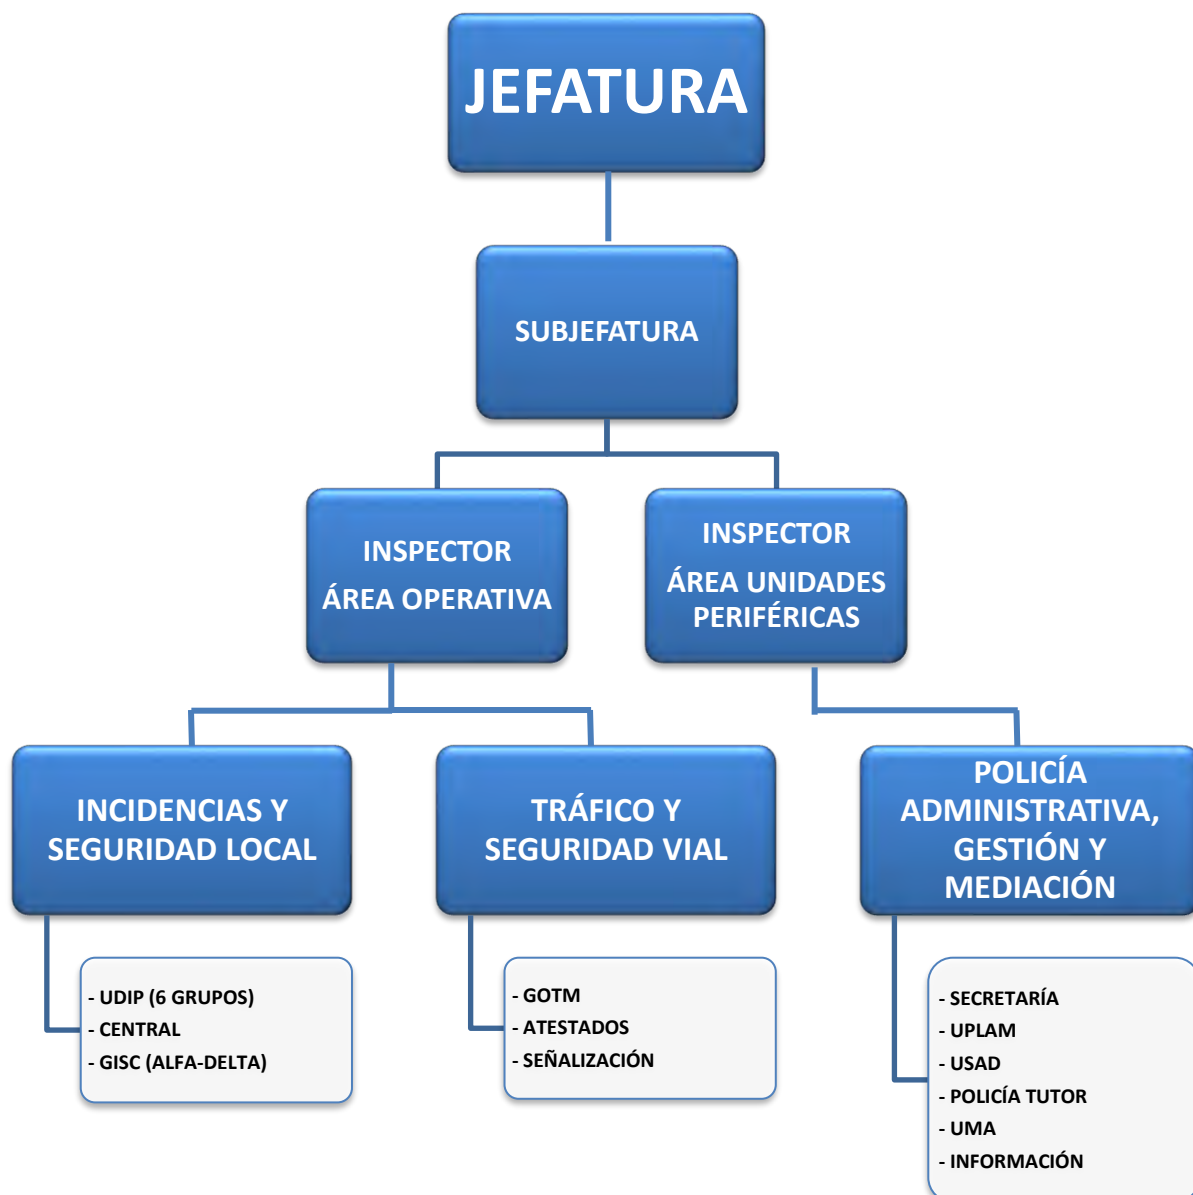 JEFATURA
SUBJEFATURA
INSPECTOR
ÁREA OPERATIVA
INSPECTOR
ÁREA UNIDADES
PERIFÉRICAS
INCIDENCIAS Y
SEGURIDAD LOCAL
TRÁFICO Y
SEGURIDAD VIAL
POLICÍA
ADMINISTRATIVA,
GESTIÓN Y
MEDIACIÓN
- UDIP (6 GRUPOS)
- CENTRAL
- GISC (ALFA-DELTA)
- GOTM
- ATESTADOS
- SEÑALIZACIÓN
- SECRETARÍA
- UPLAM
- USAD
- POLICÍA TUTOR
- UMA
- INFORMACIÓN